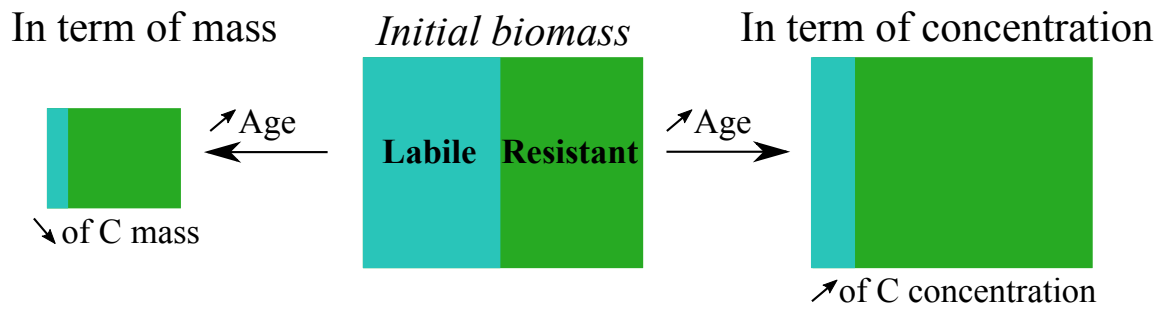 In term of mass
Initial biomass
In term of concentration
↗Age
Labile
Resistant
↗Age
↘ of C mass
↗of C concentration